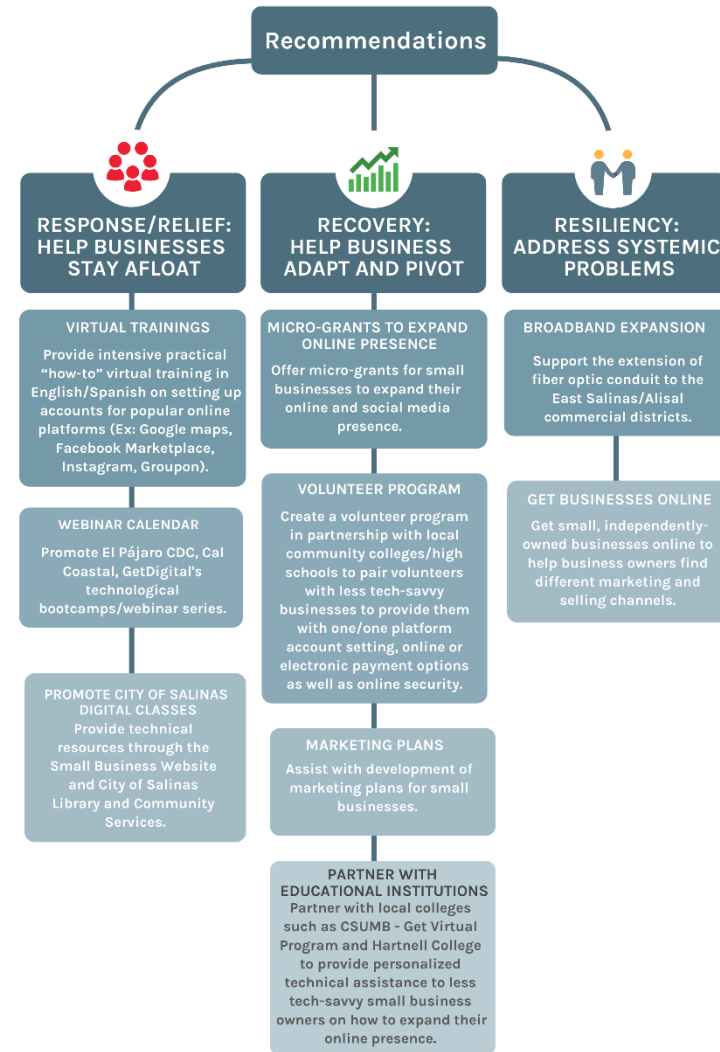 Recommendations
RESPONSE/RELIEF:
HELP BUSINESSES
STAY AFLOAT
VIRTUAL TRAININGS
Provide intensive practical
“how-to” virtual training in
English/Spanish on setting up
accounts for popular online
platforms (Ex: Google maps,
Facebook Marketplace,
Instagram, Groupon).
WEBINAR CALENDAR
Promote El Pájaro CDC, Cal
Coastal, GetDigital's
technological
bootcamps/webinar series.
PROMOTE CITY OF SALINAS
DIGITAL CLASSES
Provide technical
resources through the
Small Business Website
and City of Salinas
Library and Community
Services.
RECOVERY:
HELP BUSINESS
ADAPT AND PIVOT
MICRO-GRANTS TO EXPAND
ONLINE PRESENCE
Offer micro-grants for small
businesses to expand their
online and social media
presence.
VOLUNTEER PROGRAM
Create a volunteer program
in partnership with local
community colleges/high
schools to pair volunteers
with less tech-savvy
businesses to provide them
with one/one platform
account setting, online or
electronic payment options
as well as online security.
MARKETING PLANS
Assist with development of
marketing plans for small
businesses.
PARTNER WITH
EDUCATIONAL INSTITUTIONS
Partner with local colleges
such as CSUMB - Get Virtual
Program and Hartnell College
to provide personalized
technical assistance to less
tech-savvy small business
owners on how to expand their
online presence.
RESILIENCY:
ADDRESS SYSTEMIC
PROBLEMS
BROADBAND EXPANSION
Support the extension of
fiber optic conduit to the
East Salinas/Alisal
commercial districts.
GET BUSINESSES ONLINE
Get small, independently-
owned businesses online to
help business owners find
different marketing and
selling channels.